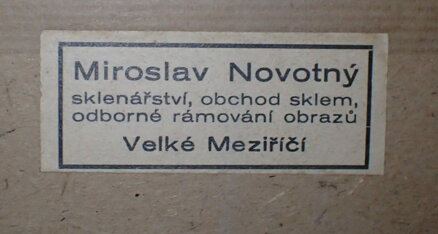 Miroslav Novotný
sklenářství, obchod sklem,
odborné rámování obrazů
Velké Meziříčí